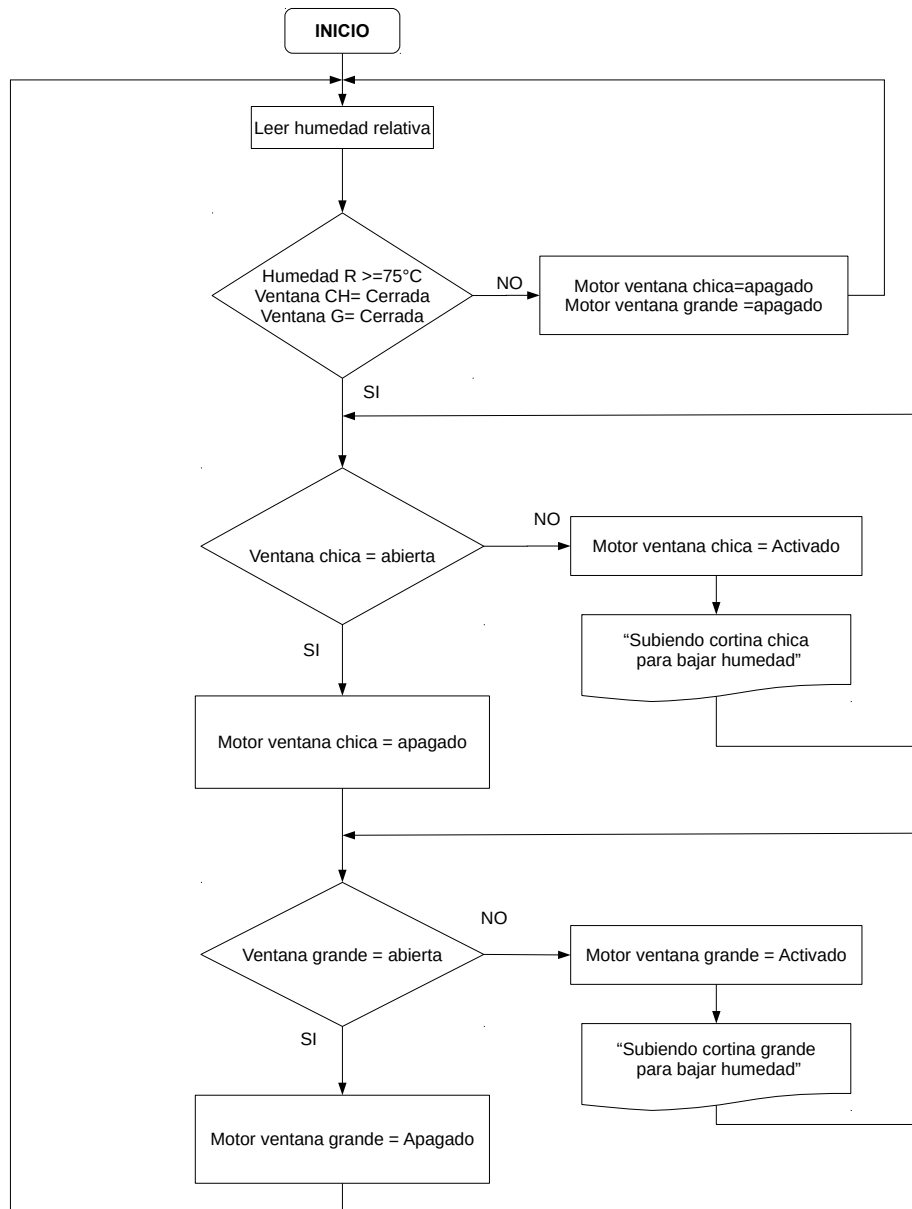 INICIO
Leer humedad relativa
Humedad R >=75°C
Ventana CH= Cerrada
Ventana G= Cerrada
NO
Motor ventana chica=apagado
Motor ventana grande =apagado
SI
Ventana chica = abierta
NO
Motor ventana chica = Activado
“Subiendo cortina chica
para bajar humedad”
SI
Motor ventana chica = apagado
Ventana grande = abierta
NO
Motor ventana grande = Activado
“Subiendo cortina grande
para bajar humedad”
SI
Motor ventana grande = Apagado